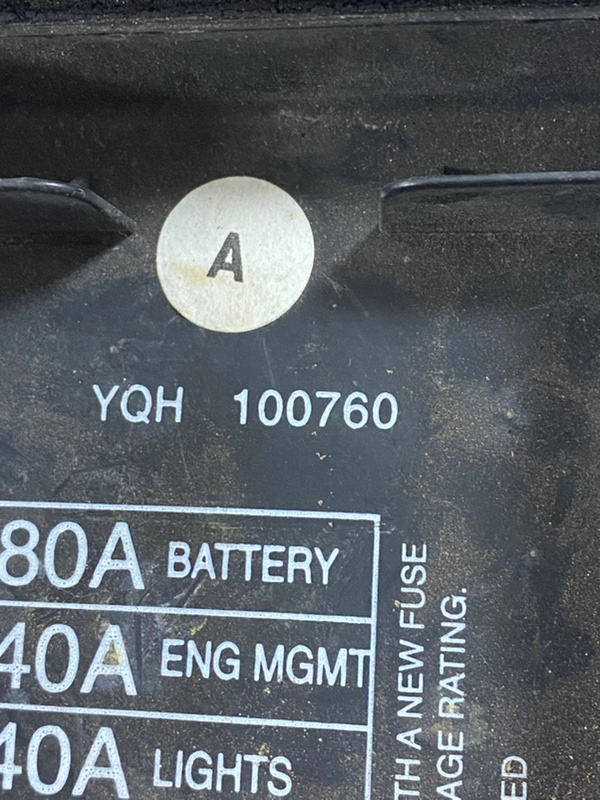 A
YQH 100760
80A BATTERY
40A ENG MGMT
40A LIGHTS
TH A NEW FUSE
AGE RATING.
ED